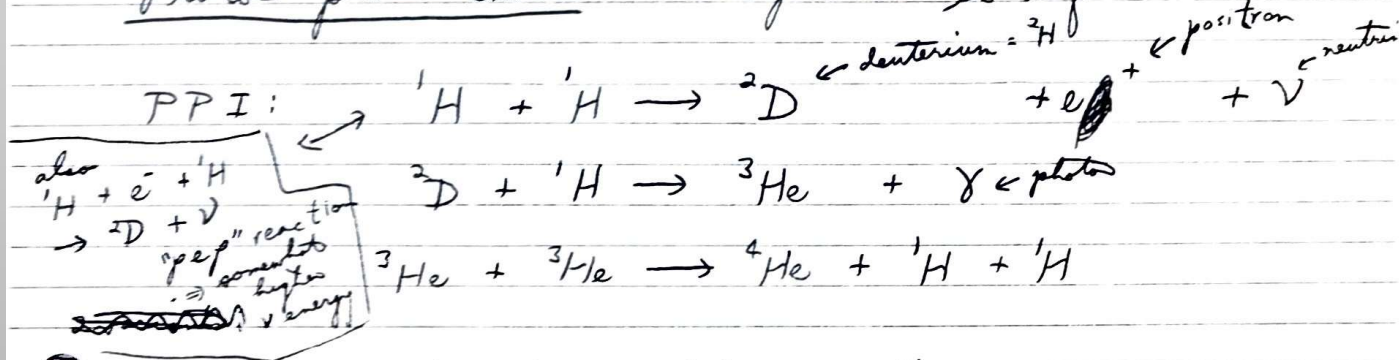 ← deuterium = ²H ← positron ← neutri
PPI: ¹H + ¹H → ²D + e⁺ + ν
²D + ¹H → ³He + γ ← photon
³He + ³He → ⁴He + ¹H + ¹H
also
¹H + e⁻ + ¹H
→ ²D + ν
"pep" reaction
⇒ somewhat
higher
ν energy